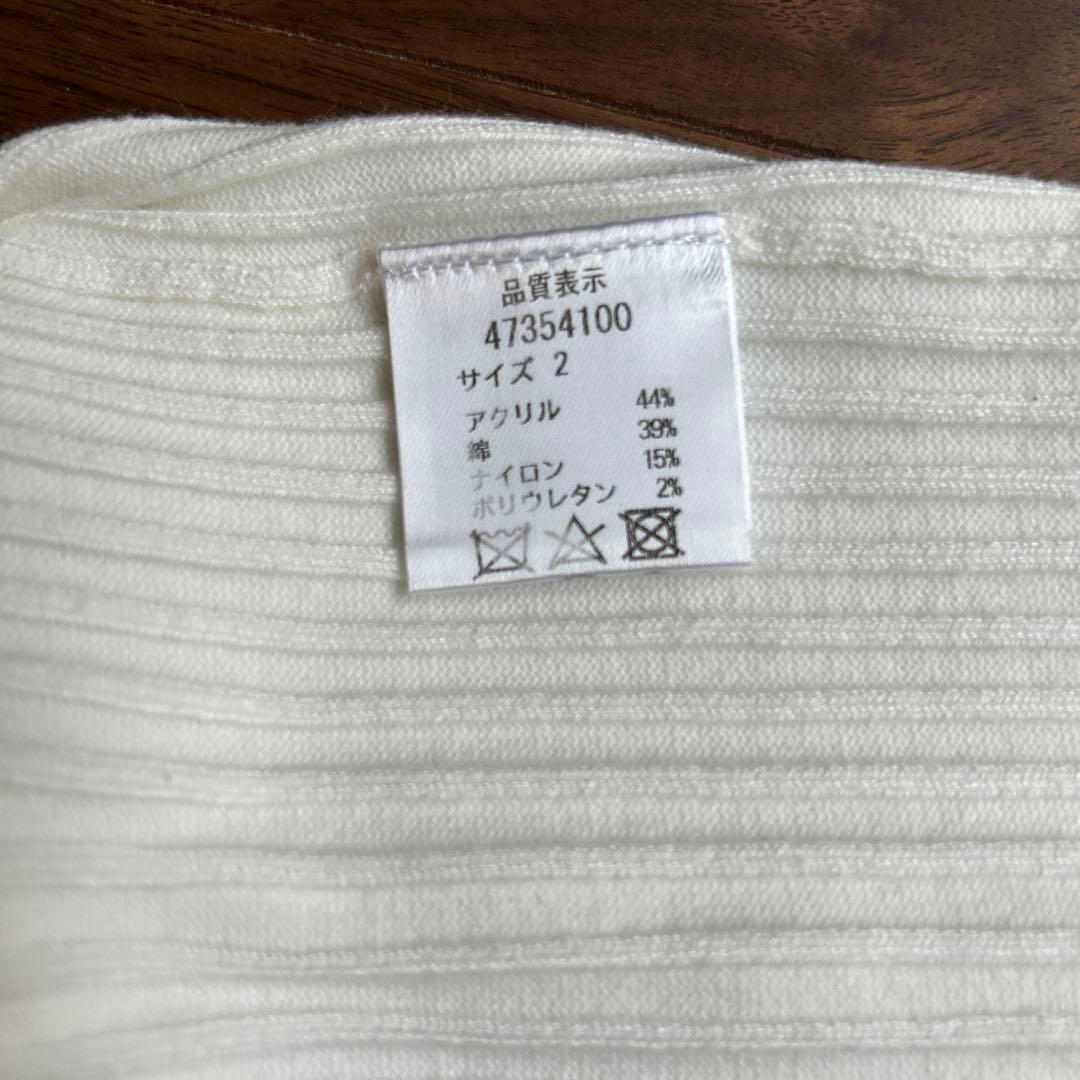 品質表示
47354100
サイズ 2
アクリル 44%
綿 39%
ナイロン 15%
ポリウレタン 2%